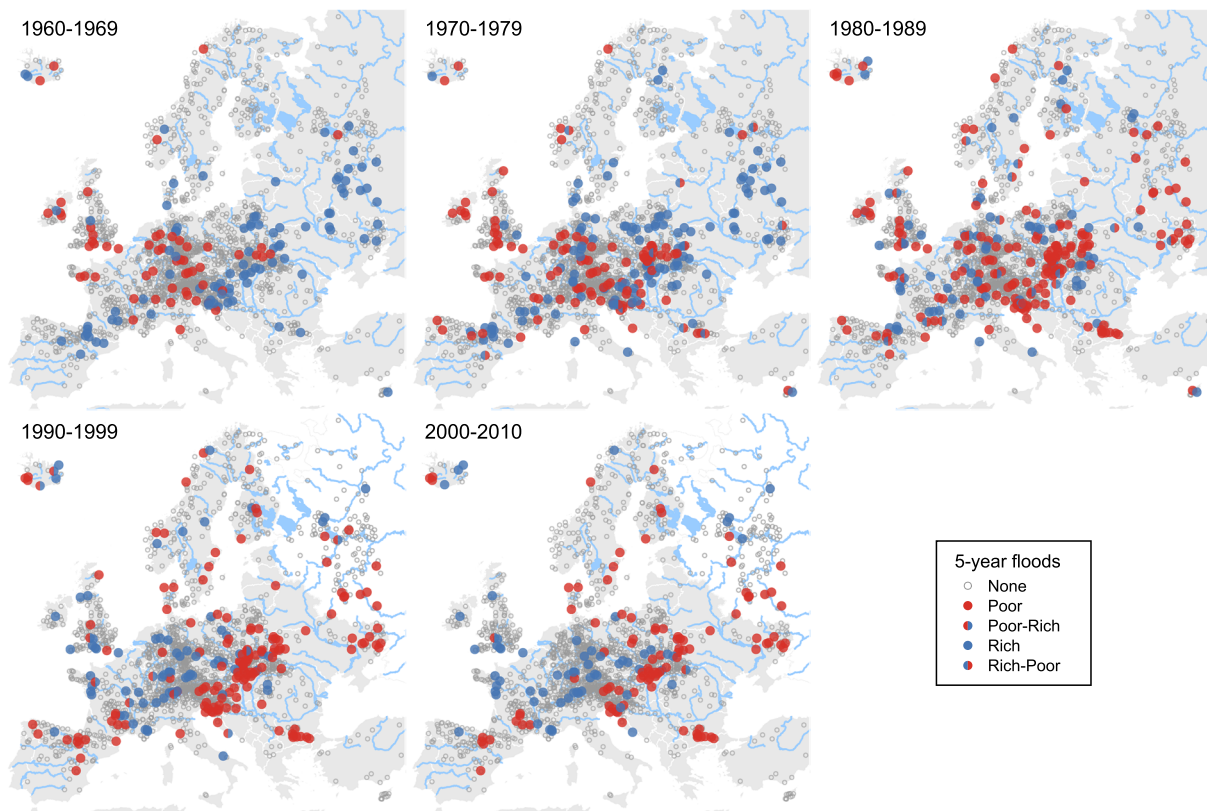 1960-1969
1970-1979
1980-1989
1990-1999
2000-2010
5-year floods
None
Poor
Poor-Rich
Rich
Rich-Poor